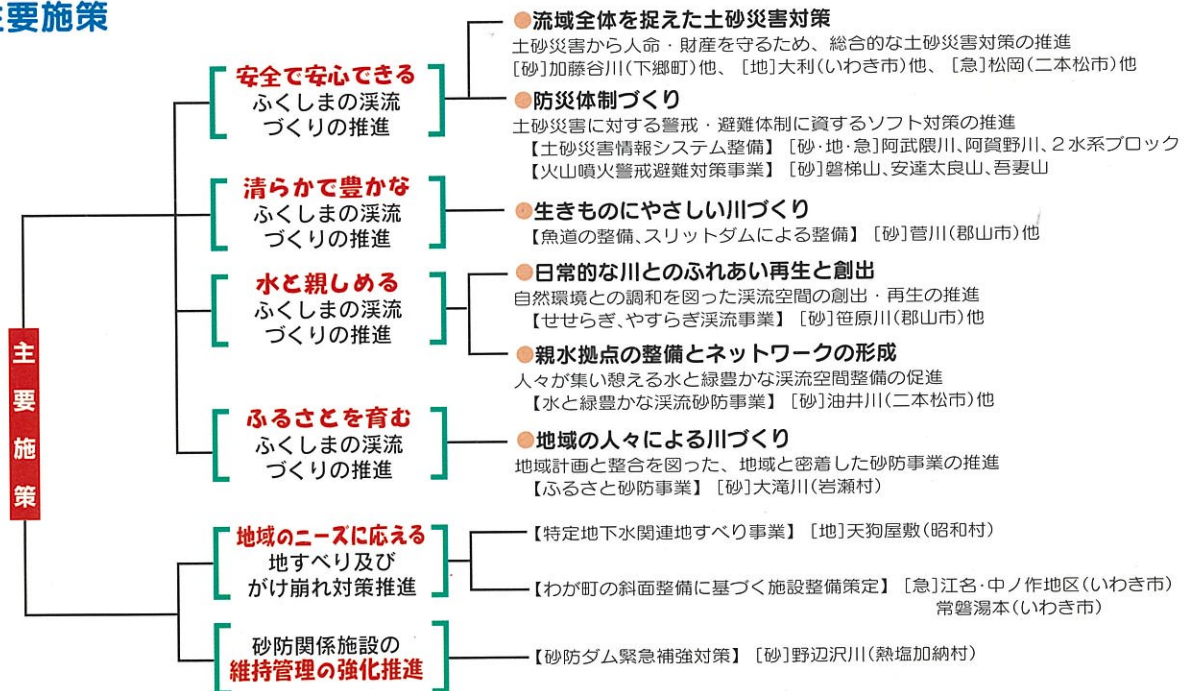 主要施策
主要施策
安全で安心できる
ふくしまの渓流
づくりの推進
●流域全体を捉えた土砂災害対策
土砂災害から人命・財産を守るため、総合的な土砂災害対策の推進
[砂]加藤谷川(下郷町)他、[地]大利(いわき市)他、[急]松岡(二本松市)他
●防災体制づくり
土砂災害に対する警戒・避難体制に資するソフト対策の推進
【土砂災害情報システム整備】 [砂・地・急]阿武隈川、阿賀野川、2水系ブロック
【火山噴火警戒避難対策事業】 [砂]磐梯山、安達太良山、吾妻山
清らかで豊かな
ふくしまの渓流
づくりの推進
●生きものにやさしい川づくり
【魚道の整備、スリットダムによる整備】 [砂]菅川(郡山市)他
水と親しめる
ふくしまの渓流
づくりの推進
●日常的な川とのふれあい再生と創出
自然環境との調和を図った渓流空間の創出・再生の推進
【せせらぎ、やすらぎ渓流事業】 [砂]笹原川(郡山市)他
●親水拠点の整備とネットワークの形成
人々が集い憩える水と緑豊かな渓流空間整備の促進
【水と緑豊かな渓流砂防事業】 [砂]油井川(二本松市)他
ふるさとを育む
ふくしまの渓流
づくりの推進
●地域の人々による川づくり
地域計画と整合を図った、地域と密着した砂防事業の推進
【ふるさと砂防事業】 [砂]大滝川(岩瀬村)
地域のニーズに応える
地すべり及び
がけ崩れ対策推進
【特定地下水関連地すべり事業】 [地]天狗屋敷(昭和村)
【わが町の斜面整備に基づく施設整備策定】 [急]江名・中ノ作地区(いわき市)
常磐湯本(いわき市)
砂防関係施設の
維持管理の強化推進
【砂防ダム緊急補強対策】 [砂]野辺沢川(熱塩加納村)